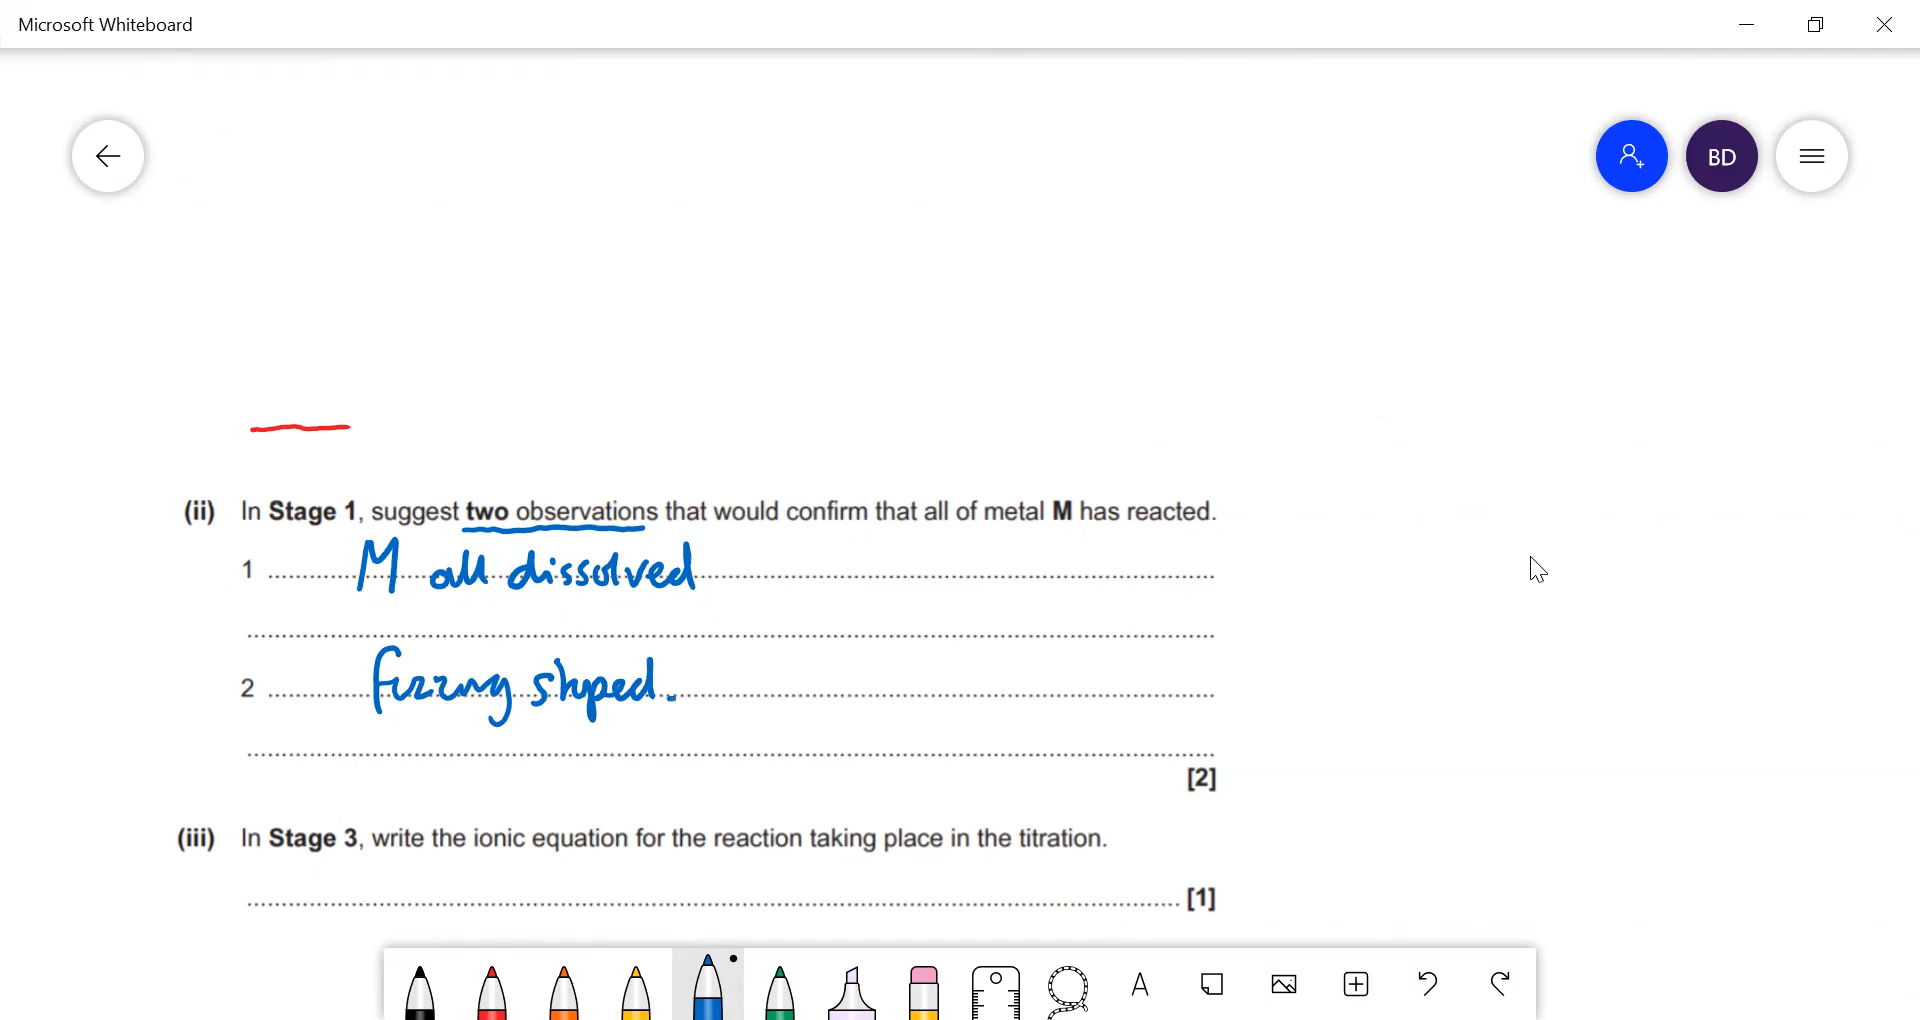 Microsoft Whiteboard
BD
(ii) In Stage 1, suggest two observations that would confirm that all of metal M has reacted.
1 M all dissolved
2 fizzing stopped.
[2]
(iii) In Stage 3, write the ionic equation for the reaction taking place in the titration.
[1]
A